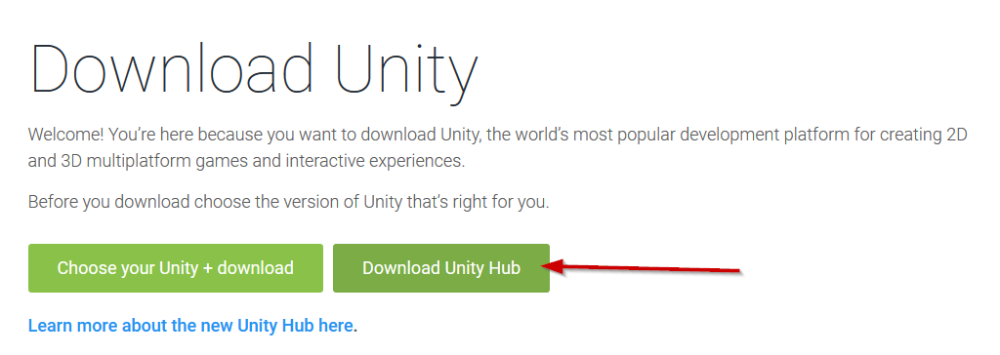 Download Unity
Welcome! You’re here because you want to download Unity, the world’s most popular development platform for creating 2D
and 3D multiplatform games and interactive experiences.
Before you download choose the version of Unity that’s right for you.
Choose your Unity + download
Download Unity Hub
Learn more about the new Unity Hub here.